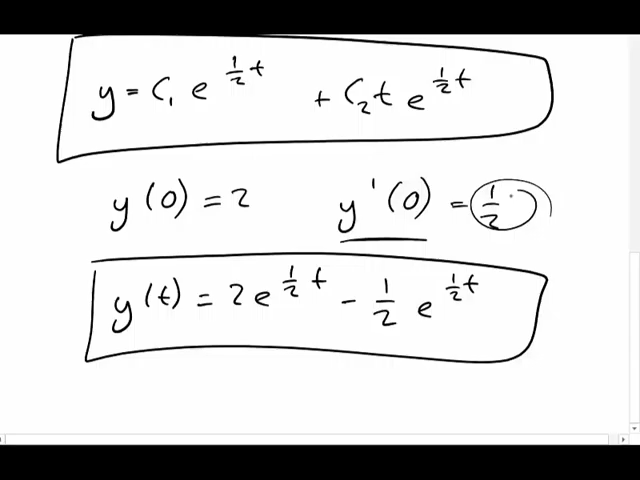 y = C₁ e^{½t} + C₂ t e^{½t}
y(0) = 2    y'(0) = ½
y(t) = 2e^{½t} - ½ e^{½t}